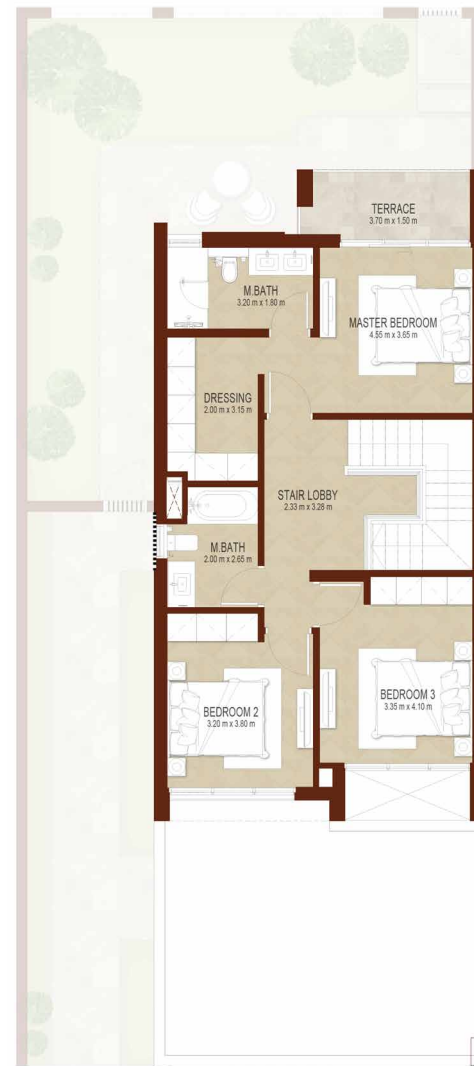 TERRACE
3.70 m x 1.50 m
M.BATH
3.20 m x 1.80 m
MASTER BEDROOM
4.55 m x 3.65 m
DRESSING
2.00 m x 3.15 m
STAIR LOBBY
2.33 m x 3.28 m
M.BATH
2.00 m x 2.65 m
BEDROOM 2
3.20 m x 3.80 m
BEDROOM 3
3.35 m x 4.10 m